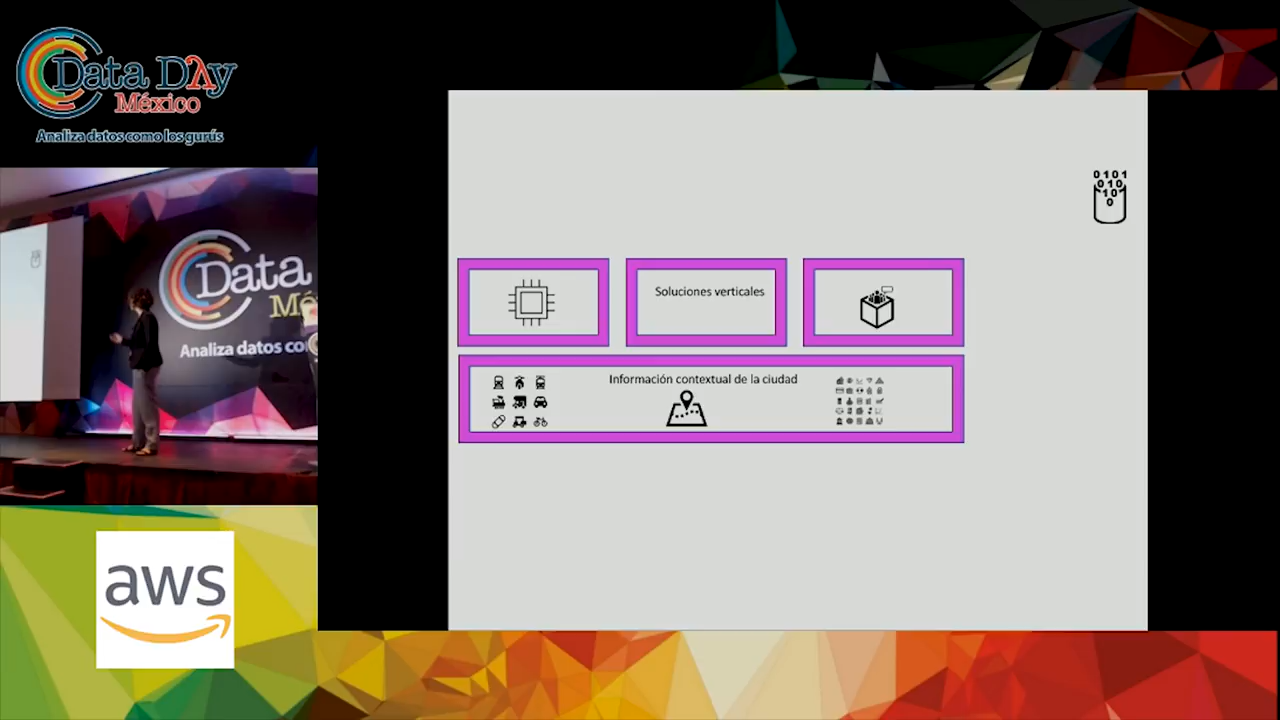 Data Day
México
Analiza datos como los gurús
0101
010
10
0
Soluciones verticales
Información contextual de la ciudad
Data
Mé
Analiza datos co
aws